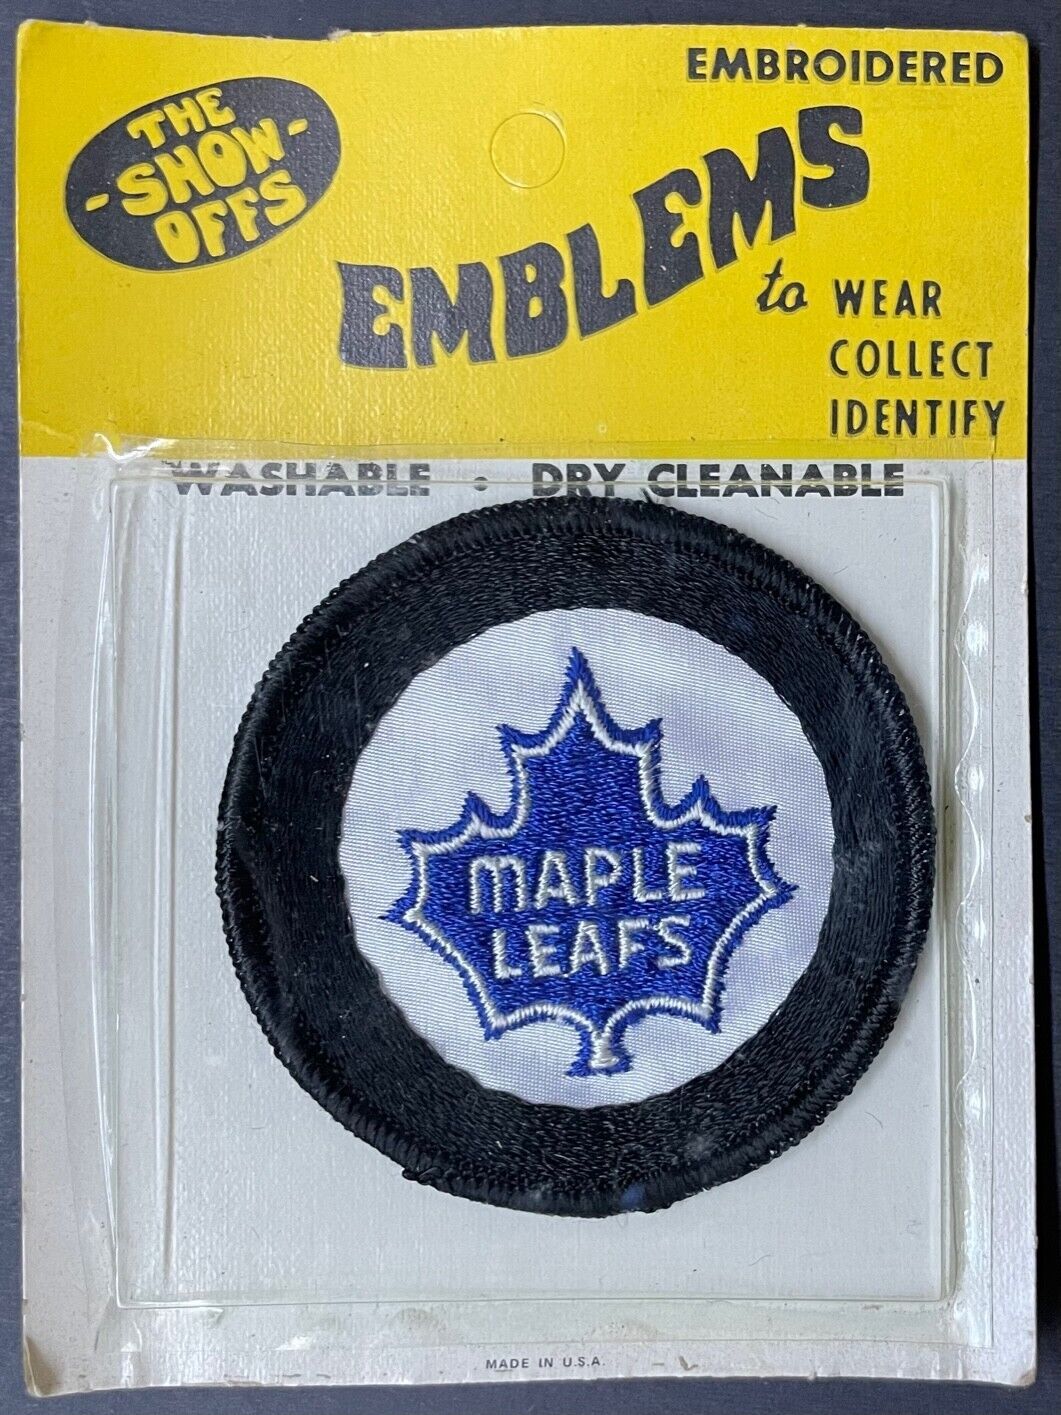 THE
-SHOW-
OFFS
EMBROIDERED
EMBLEMS
to WEAR
COLLECT
IDENTIFY
WASHABLE • DRY CLEANABLE
MAPLE
LEAFS
MADE IN U.S.A.